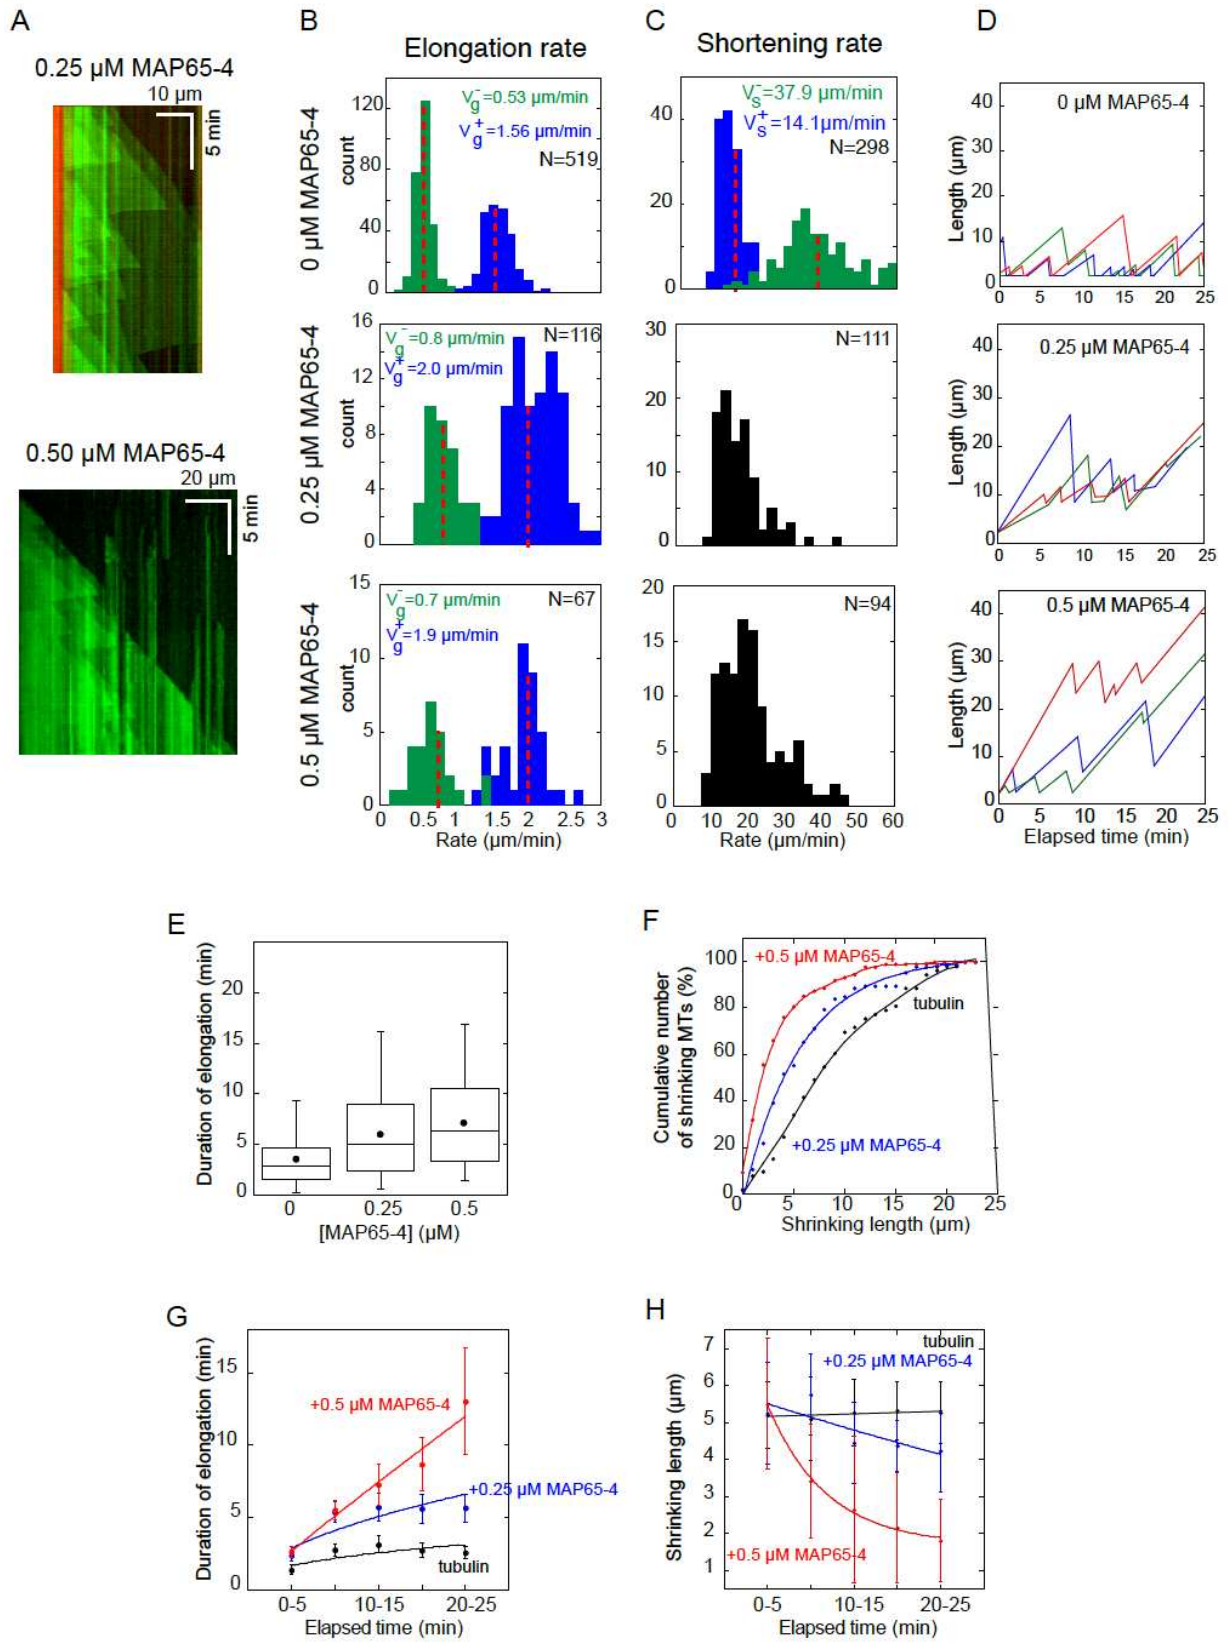 A
0.25 µM MAP65-4
10 µm
5 min
0.50 µM MAP65-4
20 µm
5 min
B
Elongation rate
0 µM MAP65-4
count
120
80
40
0
Vg-=0.53 µm/min
Vg+=1.56 µm/min
N=519
0.25 µM MAP65-4
count
16
12
8
4
0
Vg-=0.8 µm/min
N=116
Vg+=2.0 µm/min
0.5 µM MAP65-4
count
15
10
5
0
Vg-=0.7 µm/min
N=67
Vg+=1.9 µm/min
0 0.5 1 1.5 2 2.5 3
Rate (µm/min)
C
Shortening rate
40
20
0
Vs-=37.9 µm/min
Vs+=14.1µm/min
N=298
30
20
10
0
N=111
20
15
10
5
0
N=94
0 10 20 30 40 50 60
Rate (µm/min)
D
Length (µm)
40
30
20
10
0
0 µM MAP65-4
0 5 10 15 20 25
Length (µm)
40
30
20
10
0
0.25 µM MAP65-4
0 5 10 15 20 25
Length (µm)
40
30
20
10
0
0.5 µM MAP65-4
0 5 10 15 20 25
Elapsed time (min)
E
Duration of elongation (min)
20
15
10
5
0
0 0.25 0.5
[MAP65-4] (µM)
F
Cumulative number
of shrinking MTs (%)
100
80
60
40
20
0
+0.5 µM MAP65-4
tubulin
+0.25 µM MAP65-4
0 5 10 15 20 25
Shrinking length (µm)
G
Duration of elongation (min)
15
10
5
0
+0.5 µM MAP65-4
+0.25 µM MAP65-4
tubulin
0-5 10-15 20-25
Elapsed time (min)
H
Shrinking length (µm)
7
6
5
4
3
2
1
tubulin
+0.25 µM MAP65-4
+0.5 µM MAP65-4
0-5 10-15 20-25
Elapsed time (min)